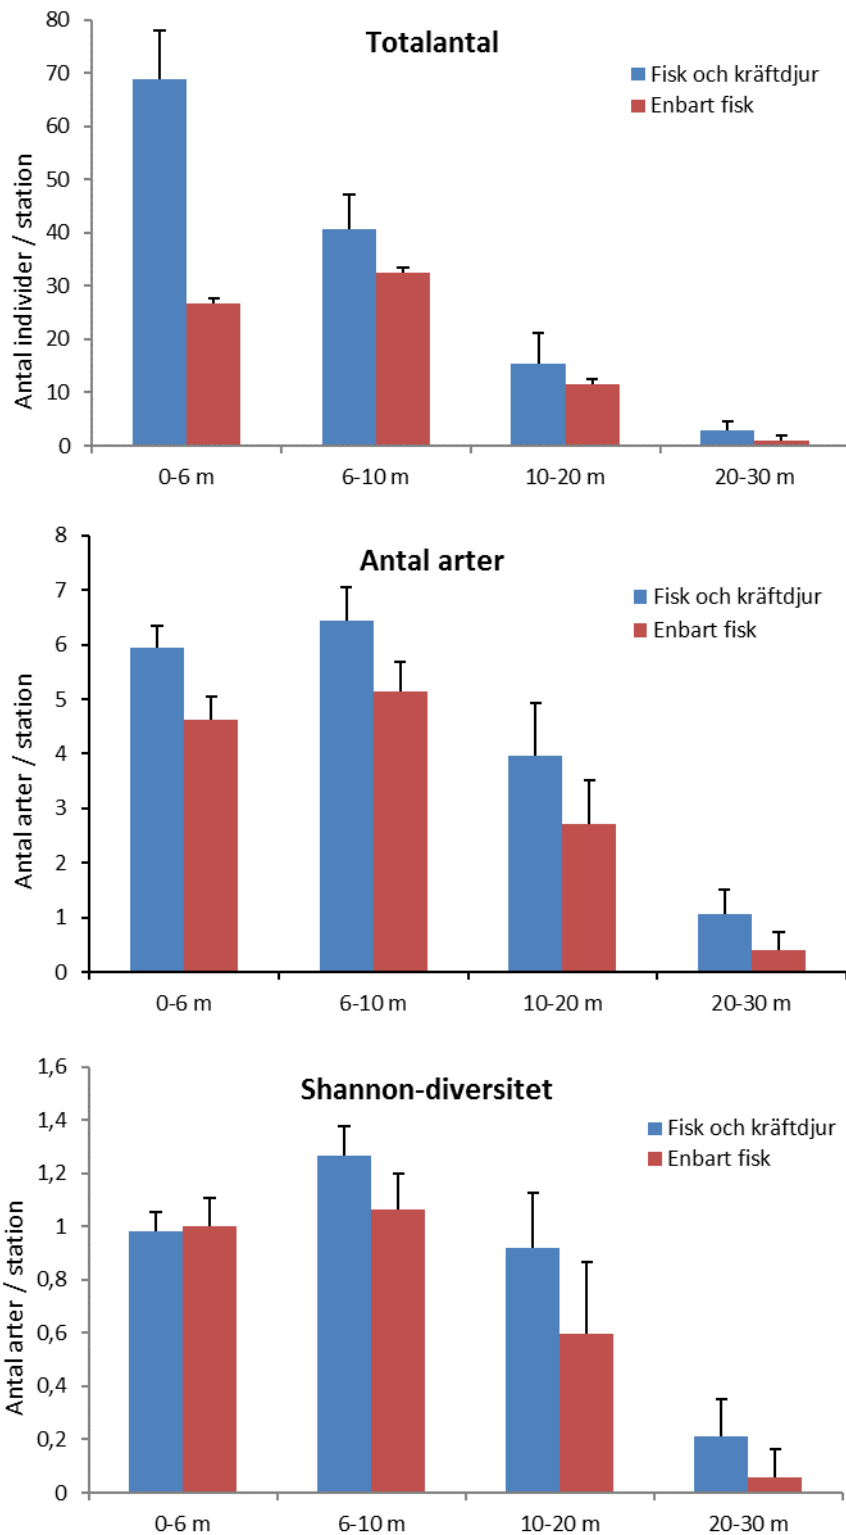 Totalantal
Fisk och kräftdjur
Enbart fisk
Antal individer / station
80
70
60
50
40
30
20
10
0
0-6 m 6-10 m 10-20 m 20-30 m
Antal arter
Fisk och kräftdjur
Enbart fisk
Antal arter / station
8
7
6
5
4
3
2
1
0
0-6 m 6-10 m 10-20 m 20-30 m
Shannon-diversitet
Fisk och kräftdjur
Enbart fisk
Antal arter / station
1,6
1,4
1,2
1
0,8
0,6
0,4
0,2
0
0-6 m 6-10 m 10-20 m 20-30 m